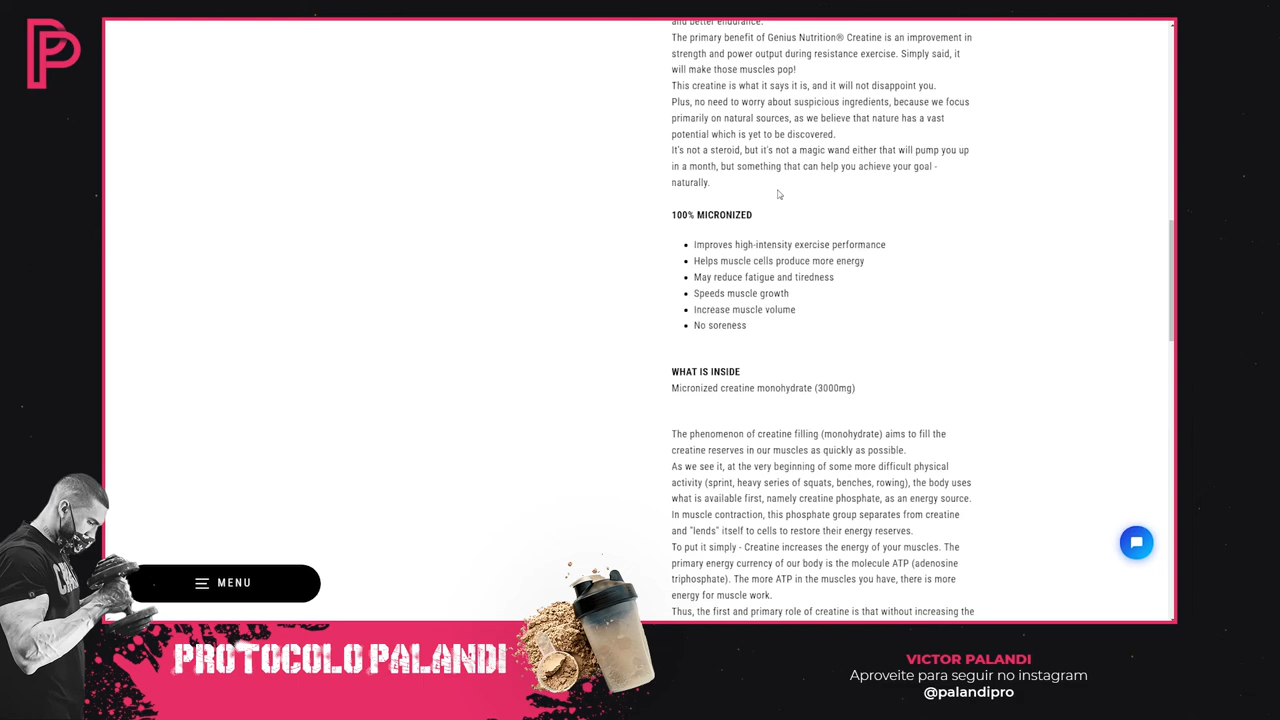 and better endurance.
The primary benefit of Genius Nutrition® Creatine is an improvement in
strength and power output during resistance exercise. Simply said, it
will make those muscles pop!
This creatine is what it says it is, and it will not disappoint you.
Plus, no need to worry about suspicious ingredients, because we focus
primarily on natural sources, as we believe that nature has a vast
potential which is yet to be discovered.
It's not a steroid, but it's not a magic wand either that will pump you up
in a month, but something that can help you achieve your goal -
naturally.
100% MICRONIZED
Improves high-intensity exercise performance
Helps muscle cells produce more energy
May reduce fatigue and tiredness
Speeds muscle growth
Increase muscle volume
No soreness
WHAT IS INSIDE
Micronized creatine monohydrate (3000mg)
The phenomenon of creatine filling (monohydrate) aims to fill the
creatine reserves in our muscles as quickly as possible.
As we see it, at the very beginning of some more difficult physical
activity (sprint, heavy series of squats, benches, rowing), the body uses
what is available first, namely creatine phosphate, as an energy source.
In muscle contraction, this phosphate group separates from creatine
and "lends" itself to cells to restore their energy reserves.
To put it simply - Creatine increases the energy of your muscles. The
primary energy currency of our body is the molecule ATP (adenosine
triphosphate). The more ATP in the muscles you have, there is more
energy for muscle work.
Thus, the first and primary role of creatine is that without increasing the
MENU
PROTOCOLO PALANDI
VICTOR PALANDI
Aproveite para seguir no instagram
@palandipro